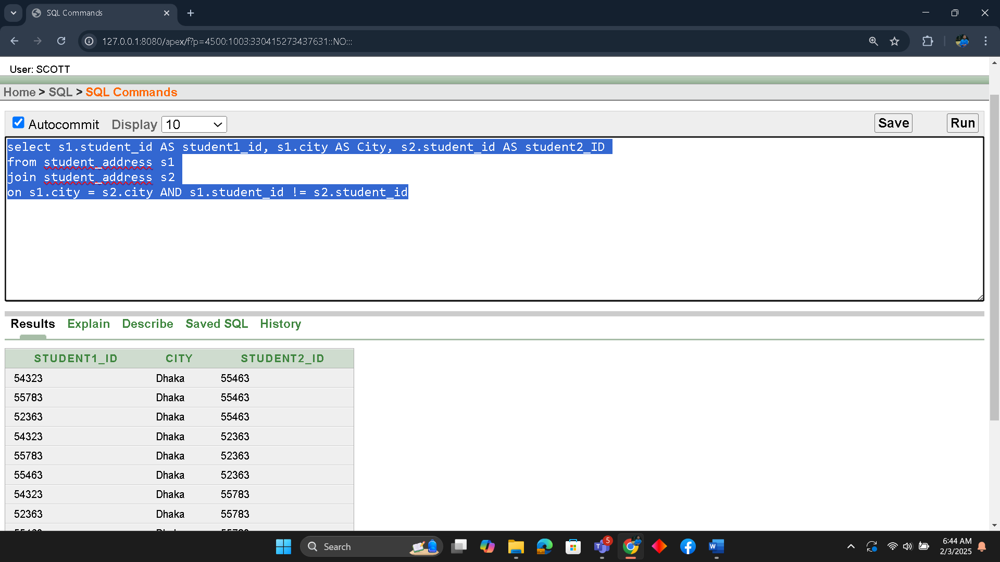 SQL Commands
127.0.0.1:8080/apex/f?p=4500:1003:330415273437631::NO:::
User: SCOTT
Home > SQL > SQL Commands
Autocommit Display 10 Save Run
select s1.student_id AS student1_id, s1.city AS City, s2.student_id AS student2_ID
from student_address s1
join student_address s2
on s1.city = s2.city AND s1.student_id != s2.student_id
Results Explain Describe Saved SQL History
STUDENT1_ID CITY STUDENT2_ID
54323 Dhaka 55463
55783 Dhaka 55463
52363 Dhaka 55463
54323 Dhaka 52363
55783 Dhaka 52363
55463 Dhaka 52363
54323 Dhaka 55783
52363 Dhaka 55783
Search
5
6:44 AM
2/3/2025